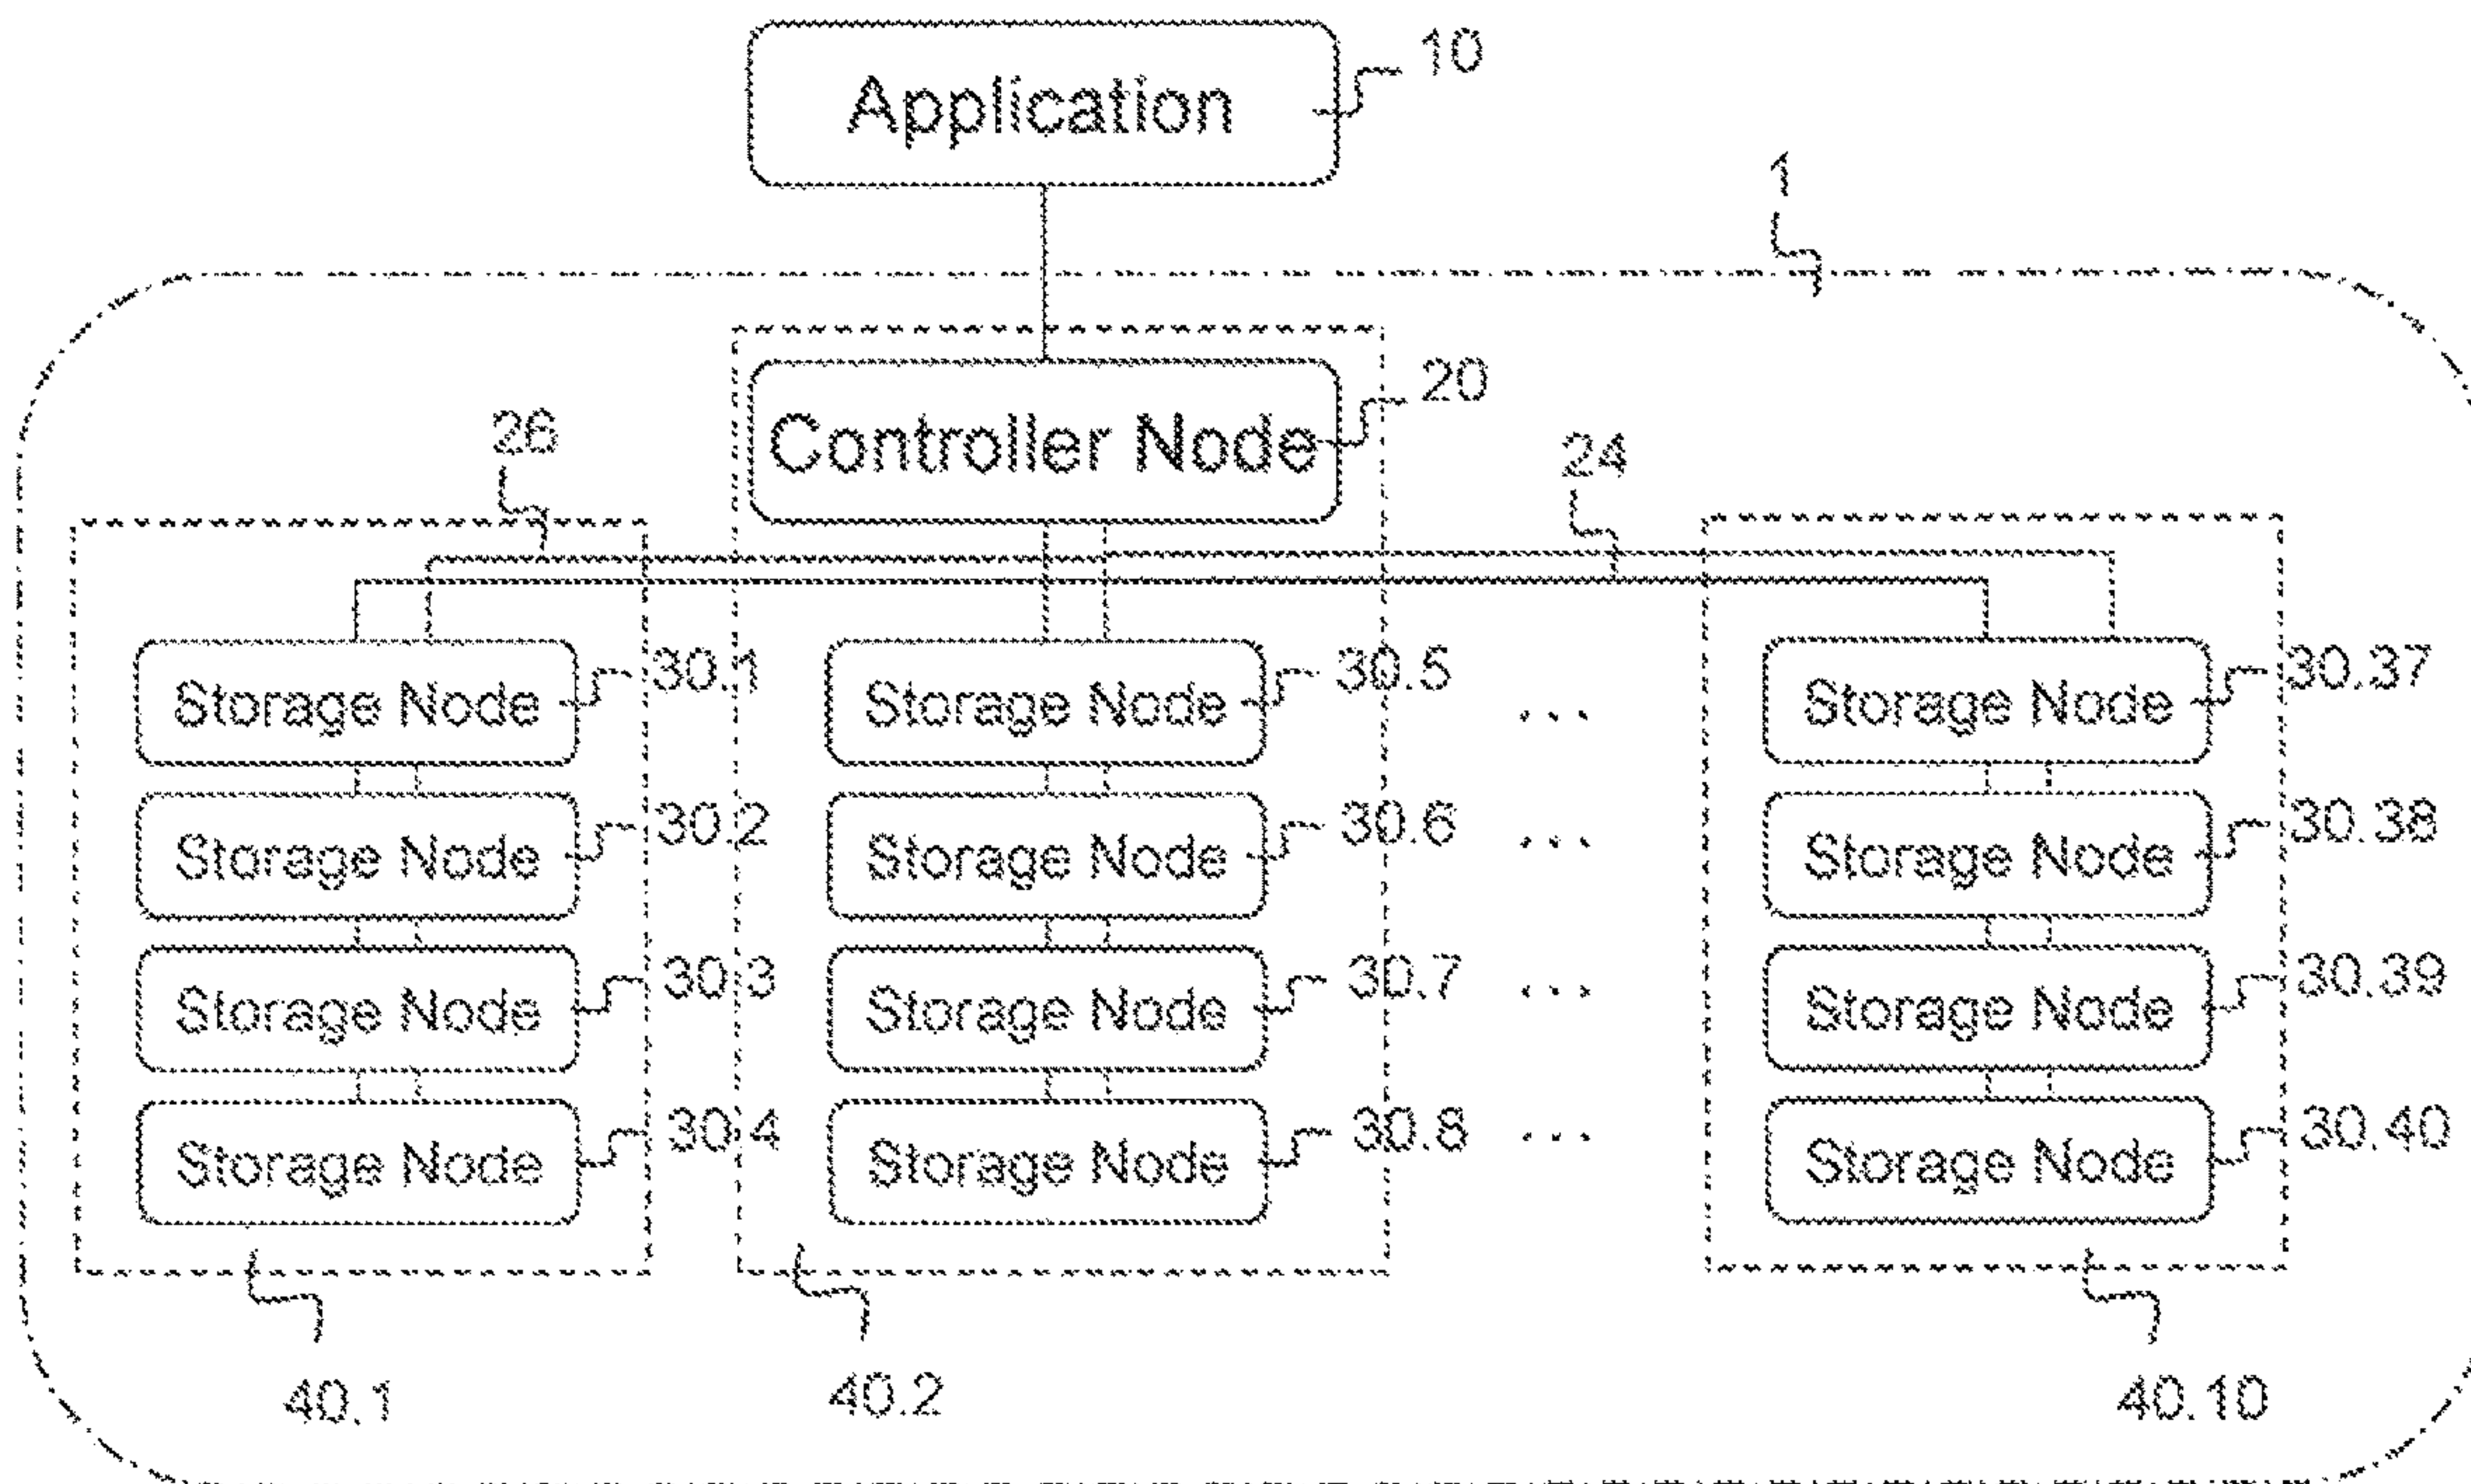 Application
10
1
Controller Node
20
26
24
Storage Node 30.1
Storage Node 30.5 ...
Storage Node 30.37
Storage Node 30.2
Storage Node 30.6 ...
Storage Node 30.38
Storage Node 30.3
Storage Node 30.7 ...
Storage Node 30.39
Storage Node 30.4
Storage Node 30.8 ...
Storage Node 30.40
40.1
40.2
40.10